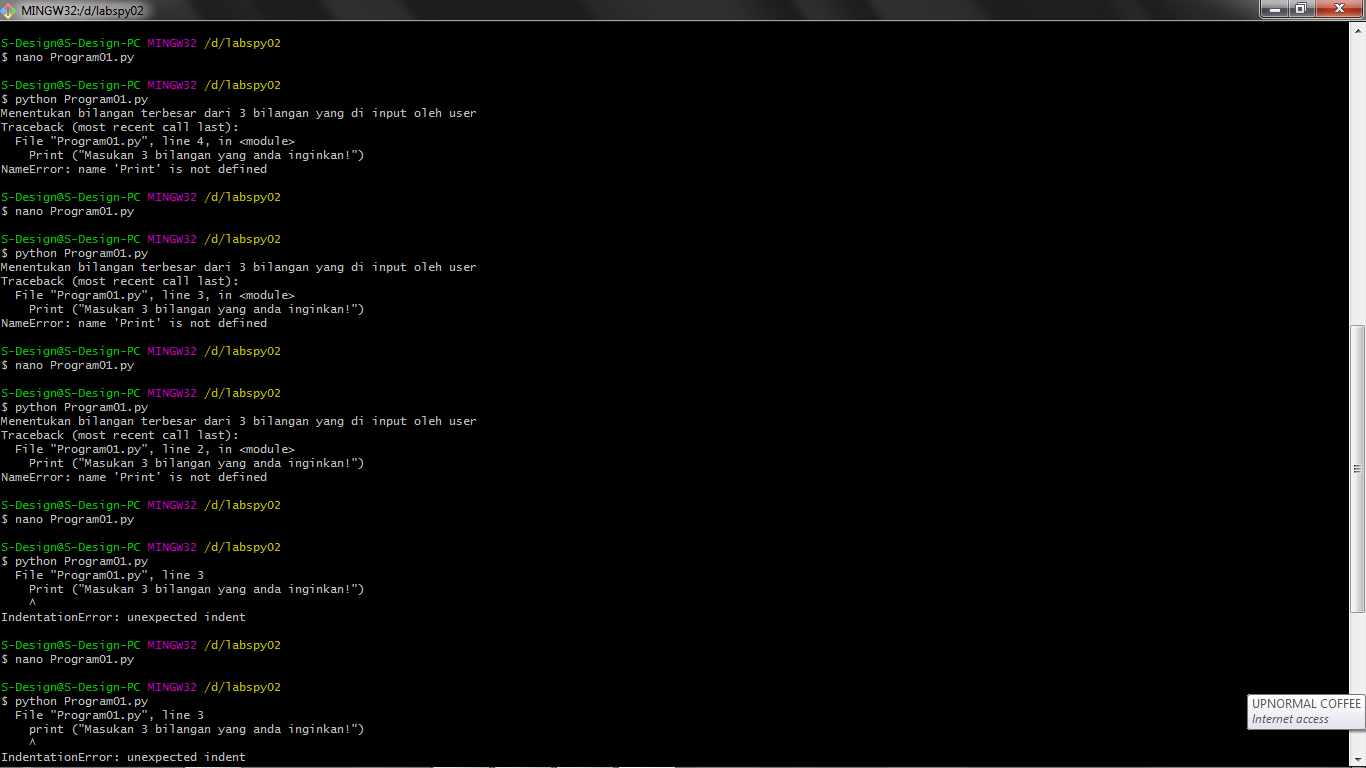 MINGW32:/d/labspy02
S-Design@S-Design-PC MINGW32 /d/labspy02
$ nano Program01.py
S-Design@S-Design-PC MINGW32 /d/labspy02
$ python Program01.py
Menentukan bilangan terbesar dari 3 bilangan yang di input oleh user
Traceback (most recent call last):
  File "Program01.py", line 4, in <module>
    Print ("Masukan 3 bilangan yang anda inginkan!")
NameError: name 'Print' is not defined
S-Design@S-Design-PC MINGW32 /d/labspy02
$ nano Program01.py
S-Design@S-Design-PC MINGW32 /d/labspy02
$ python Program01.py
Menentukan bilangan terbesar dari 3 bilangan yang di input oleh user
Traceback (most recent call last):
  File "Program01.py", line 3, in <module>
    Print ("Masukan 3 bilangan yang anda inginkan!")
NameError: name 'Print' is not defined
S-Design@S-Design-PC MINGW32 /d/labspy02
$ nano Program01.py
S-Design@S-Design-PC MINGW32 /d/labspy02
$ python Program01.py
Menentukan bilangan terbesar dari 3 bilangan yang di input oleh user
Traceback (most recent call last):
  File "Program01.py", line 2, in <module>
    Print ("Masukan 3 bilangan yang anda inginkan!")
NameError: name 'Print' is not defined
S-Design@S-Design-PC MINGW32 /d/labspy02
$ nano Program01.py
S-Design@S-Design-PC MINGW32 /d/labspy02
$ python Program01.py
  File "Program01.py", line 3
    Print ("Masukan 3 bilangan yang anda inginkan!")
    ^
IndentationError: unexpected indent
S-Design@S-Design-PC MINGW32 /d/labspy02
$ nano Program01.py
S-Design@S-Design-PC MINGW32 /d/labspy02
$ python Program01.py
  File "Program01.py", line 3
    print ("Masukan 3 bilangan yang anda inginkan!")
    ^
IndentationError: unexpected indent
UPNORMAL COFFEE
Internet access